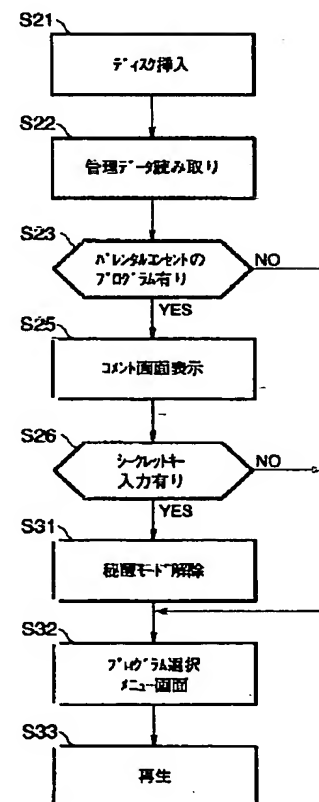 S21
ディスク挿入
S22
管理データ読み取り
S23
パレンタルコンセントの
プログラム有り
NO
YES
S25
コメント画面表示
S26
シークレットキー
入力有り
NO
YES
S31
秘匿モード解除
S32
プログラム選択
メニュー画面
S33
再生